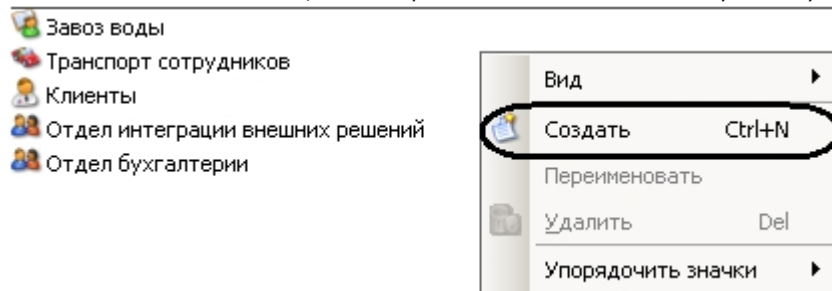 Завоз воды
Транспорт сотрудников
Клиенты
Отдел интеграции внешних решений
Отдел бухгалтерии
Вид
Создать Ctrl+N
Переименовать
Удалить Del
Упорядочить значки